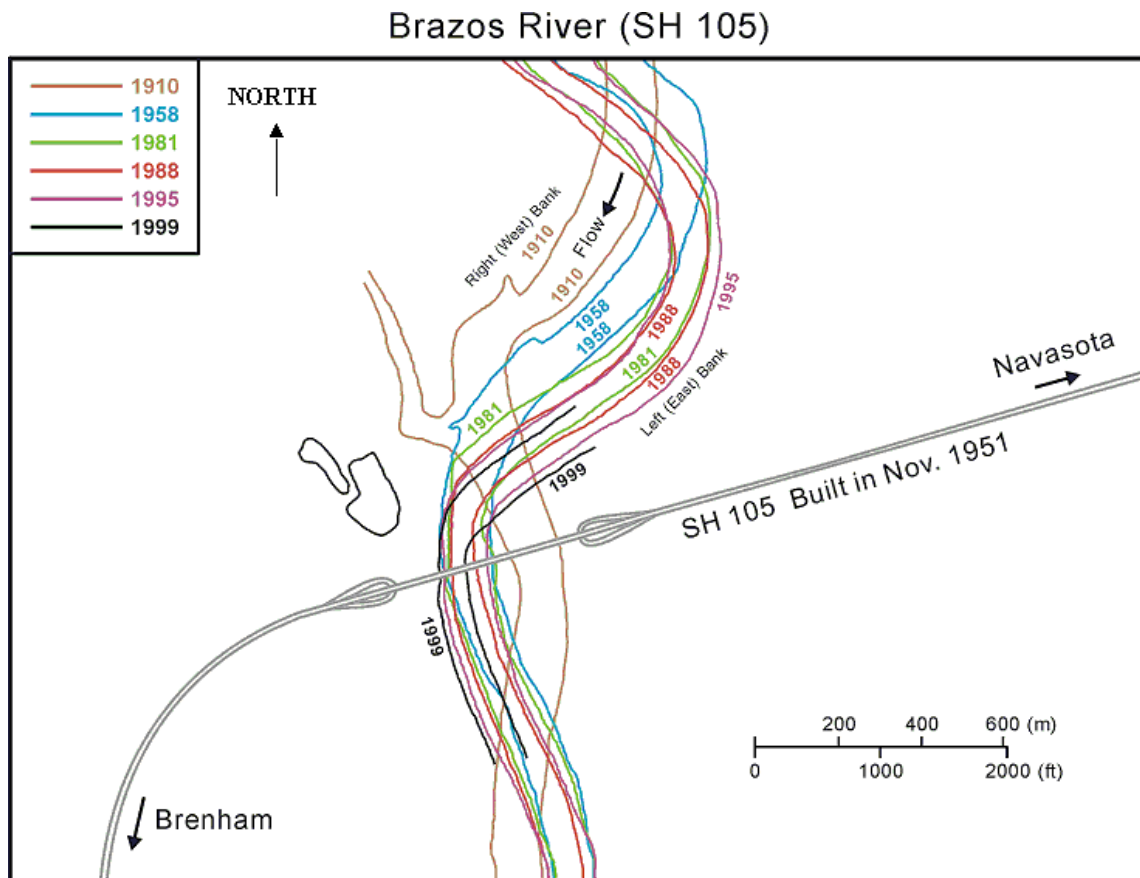 Brazos River (SH 105)
1910
1958
1981
1988
1995
1999
NORTH
Right (West) Bank
1910
Flow
1910
1958
1958
1988
1981
1988
1995
Left (East) Bank
1981
1999
Navasota
SH 105 Built in Nov. 1951
1999
200 400 600 (m)
0 1000 2000 (ft)
Brenham